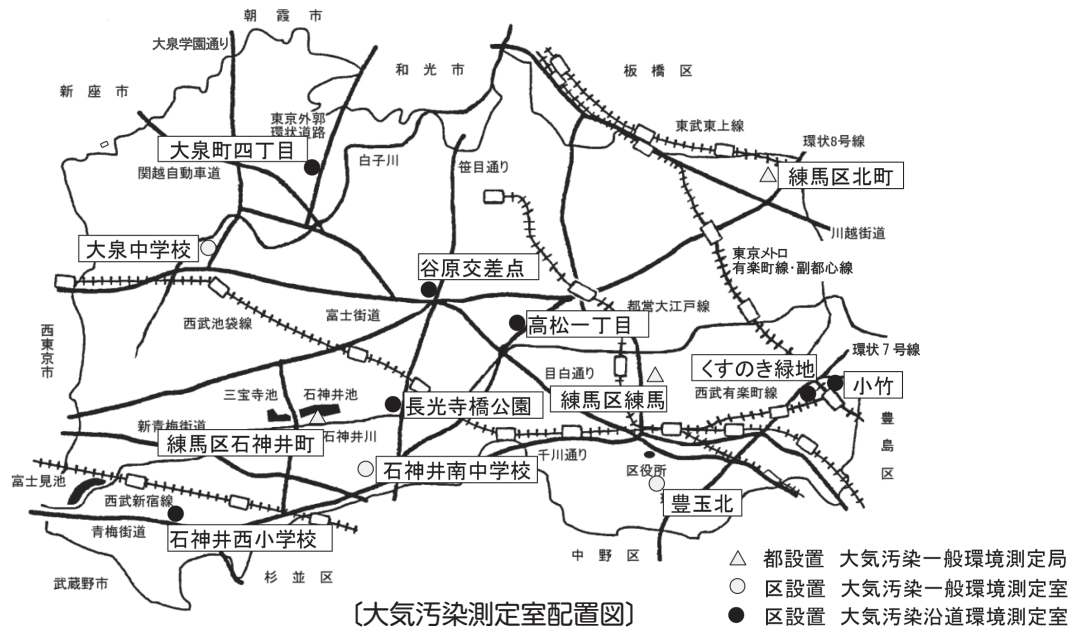 朝霞市
大泉学園通り
和光市
板橋区
新座市
東京外郭
環状道路
東武東上線
環状8号線
大泉町四丁目
白子川
笹目通り
関越自動車道
練馬区北町
川越街道
大泉中学校
東京メトロ
有楽町線・副都心線
谷原交差点
都営大江戸線
富士街道
西武池袋線
高松一丁目
西東京市
環状7号線
目白通り
くすのき緑地
小竹
三宝寺池
石神井池
西武有楽町線
長光寺橋公園
練馬区練馬
新青梅街道
豊島区
練馬区石神井町
石神井川
千川通り
石神井南中学校
区役所
富士見池
豊玉北
西武新宿線
石神井西小学校
青梅街道
中野区
武蔵野市
杉並区
△ 都設置 大気汚染一般環境測定局
○ 区設置 大気汚染一般環境測定室
● 区設置 大気汚染沿道環境測定室
〔大気汚染測定室配置図〕